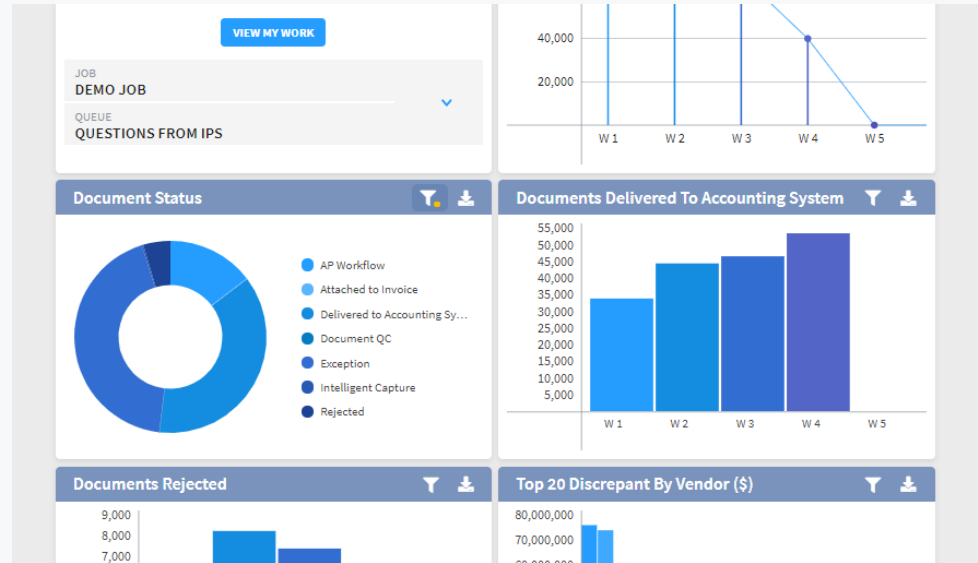 VIEW MY WORK
JOB
DEMO JOB
QUEUE
QUESTIONS FROM IPS
40,000
20,000
W 1 W 2 W 3 W 4 W 5
Document Status
AP Workflow
Attached to Invoice
Delivered to Accounting Sy...
Document QC
Exception
Intelligent Capture
Rejected
Documents Delivered To Accounting System
55,000
50,000
45,000
40,000
35,000
30,000
25,000
20,000
15,000
10,000
5,000
W 1 W 2 W 3 W 4 W 5
Documents Rejected
9,000
8,000
7,000
Top 20 Discrepant By Vendor ($)
80,000,000
70,000,000